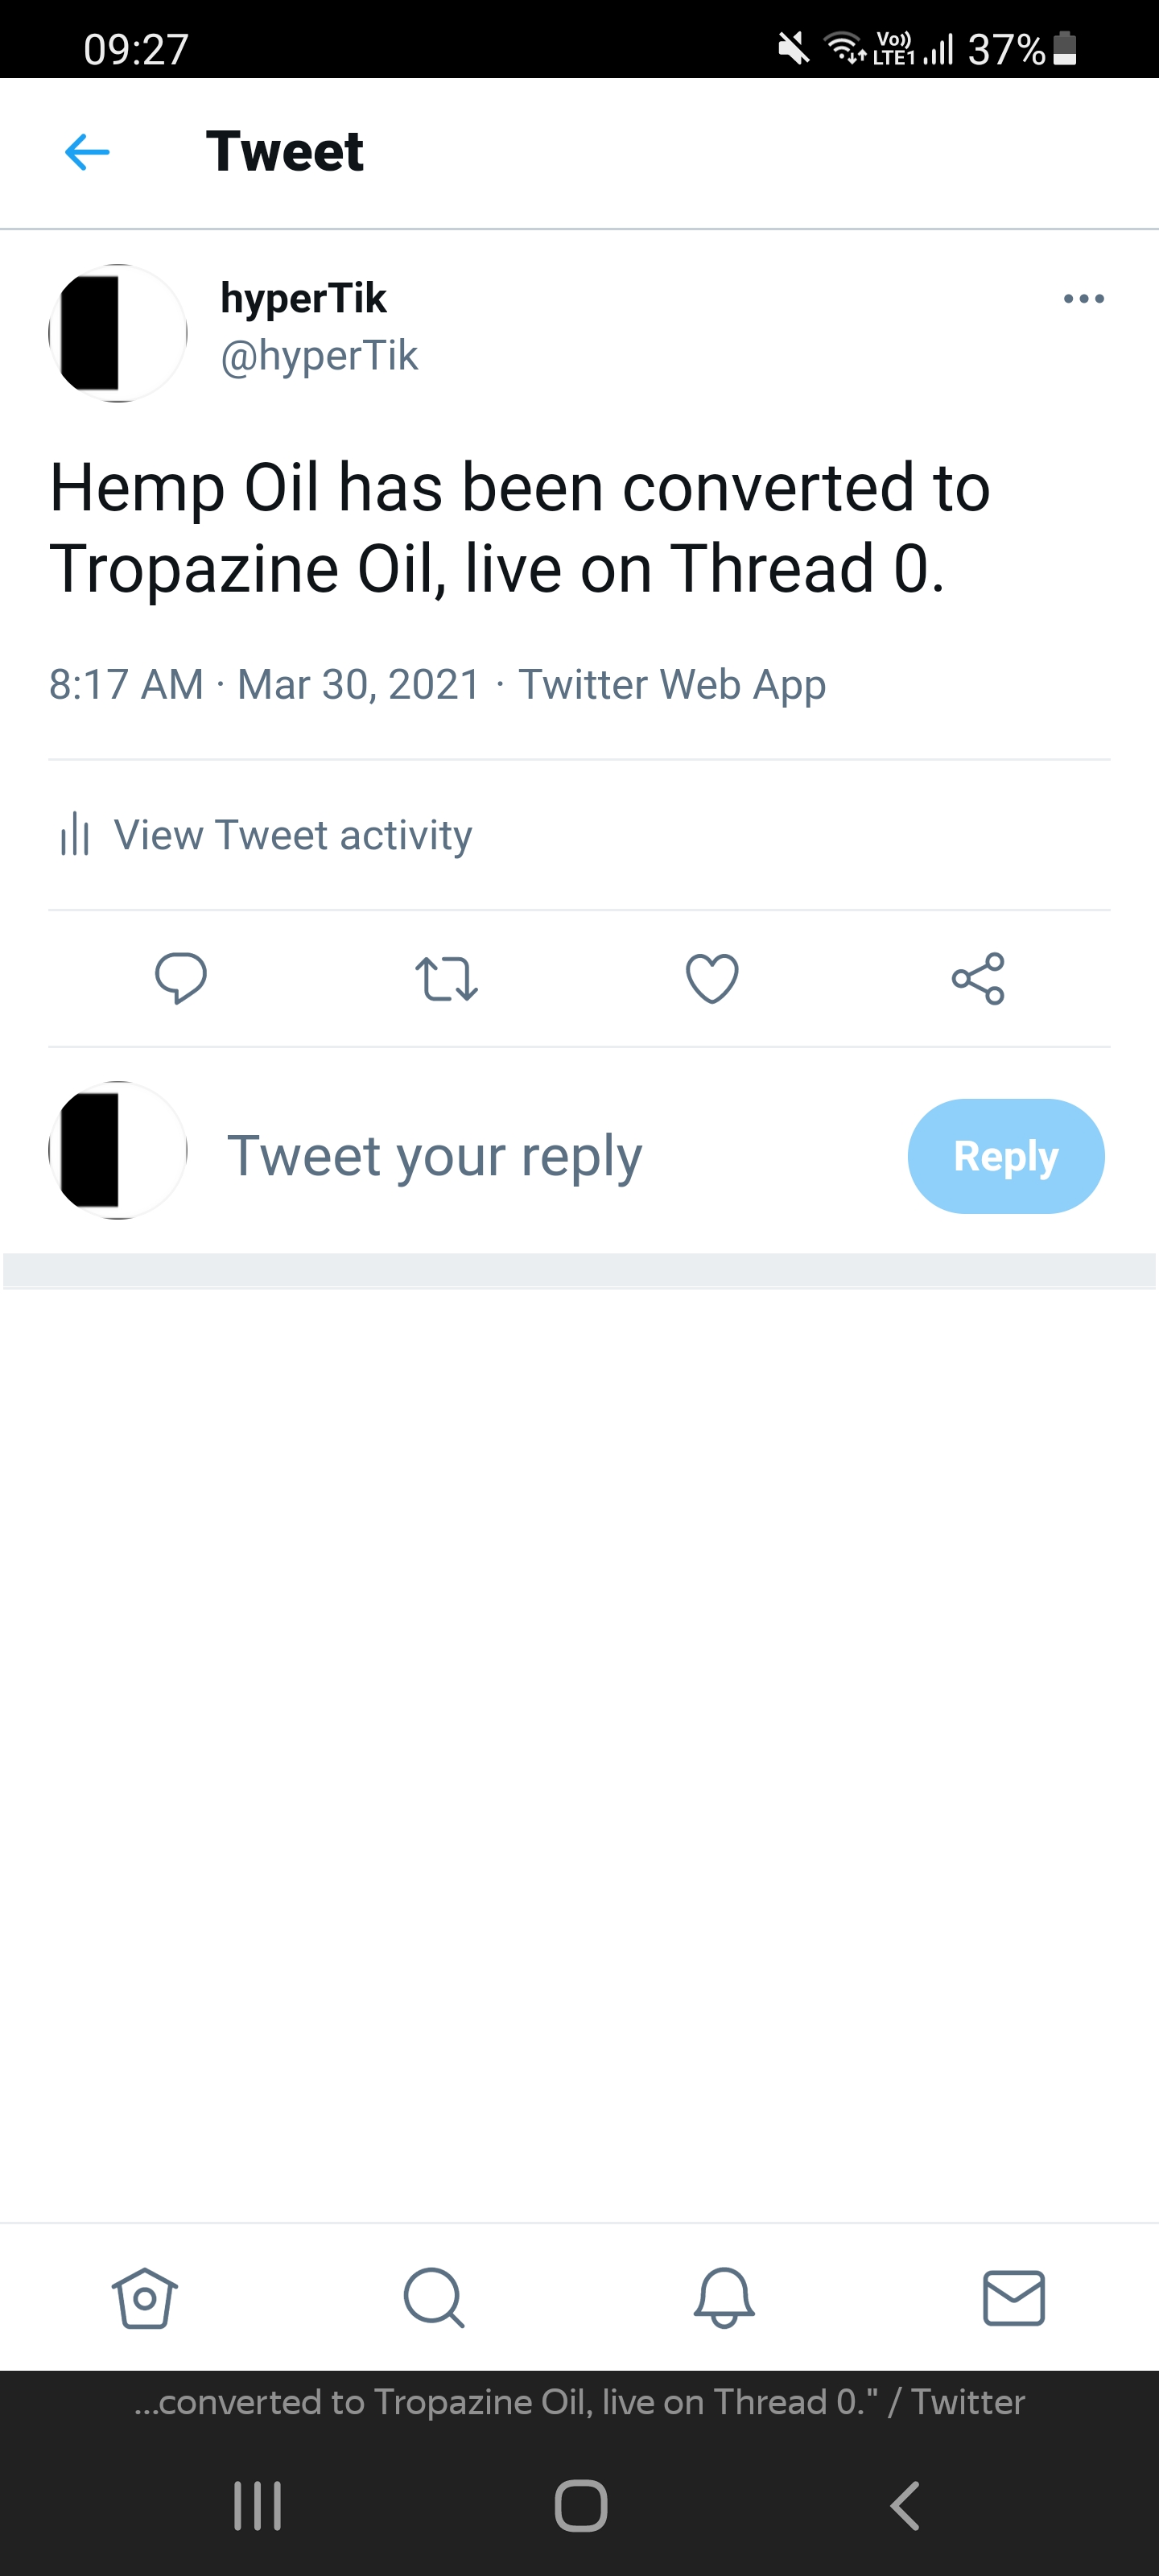 09:27
Vo)) LTE1 37%
Tweet
hyperTik
@hyperTik
Hemp Oil has been converted to
Tropazine Oil, live on Thread 0.
8:17 AM · Mar 30, 2021 · Twitter Web App
View Tweet activity
Tweet your reply
Reply
...converted to Tropazine Oil, live on Thread 0." / Twitter